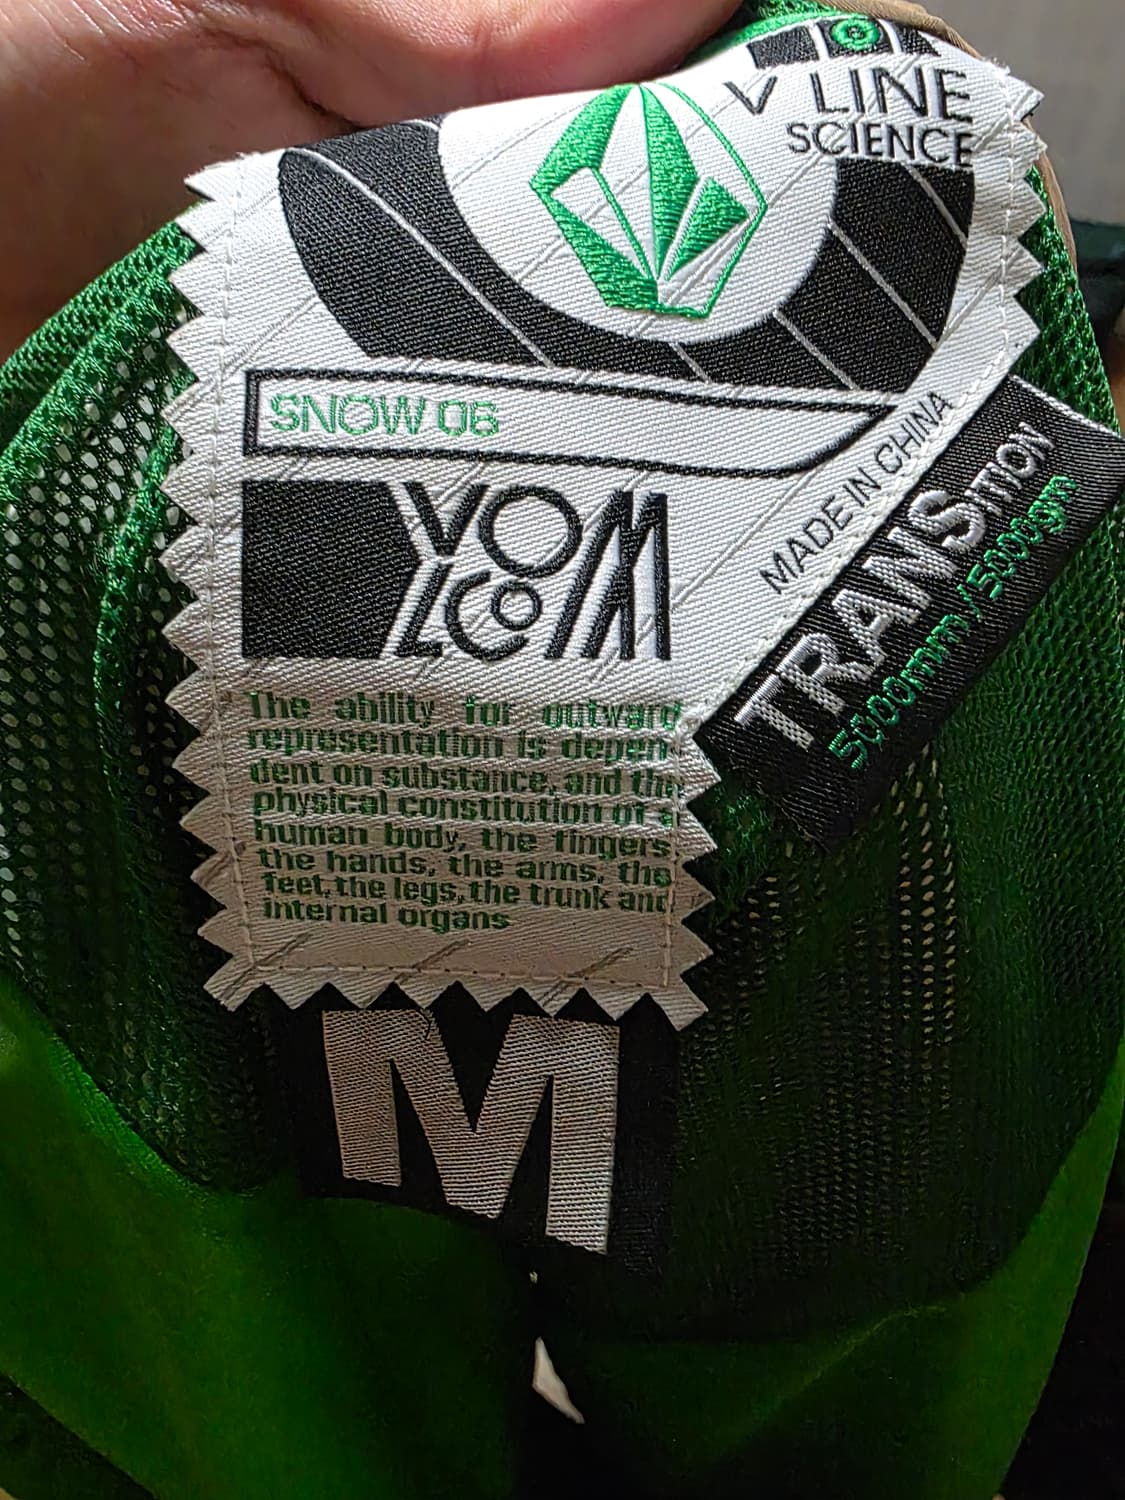 V LINE
SCIENCE
SNOW 06
VOLCOM
MADE IN CHINA
TRANSITION
5000mm/5000gm
The ability for outward
representation is depen-
dent on substance, and the
physical constitution of a
human body, the fingers
the hands, the arms, the
feet, the legs, the trunk and
internal organs
M